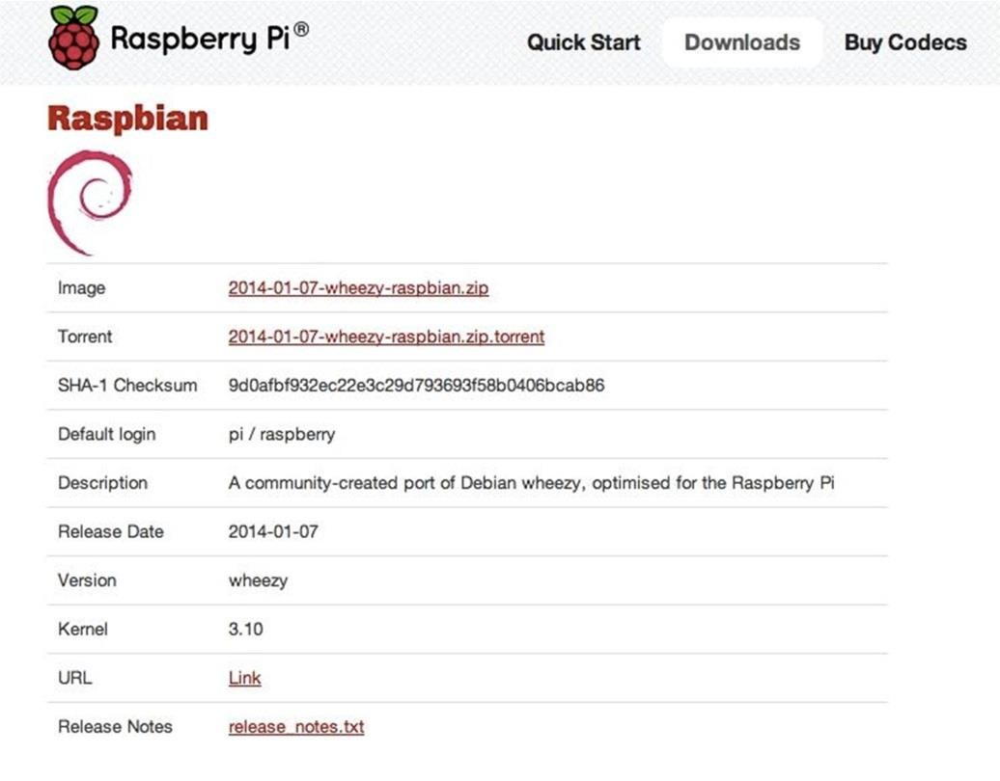 Raspberry Pi®
Quick Start Downloads Buy Codecs
Raspbian
Image 2014-01-07-wheezy-raspbian.zip
Torrent 2014-01-07-wheezy-raspbian.zip.torrent
SHA-1 Checksum 9d0afbf932ec22e3c29d793693f58b0406bcab86
Default login pi / raspberry
Description A community-created port of Debian wheezy, optimised for the Raspberry Pi
Release Date 2014-01-07
Version wheezy
Kernel 3.10
URL Link
Release Notes release_notes.txt